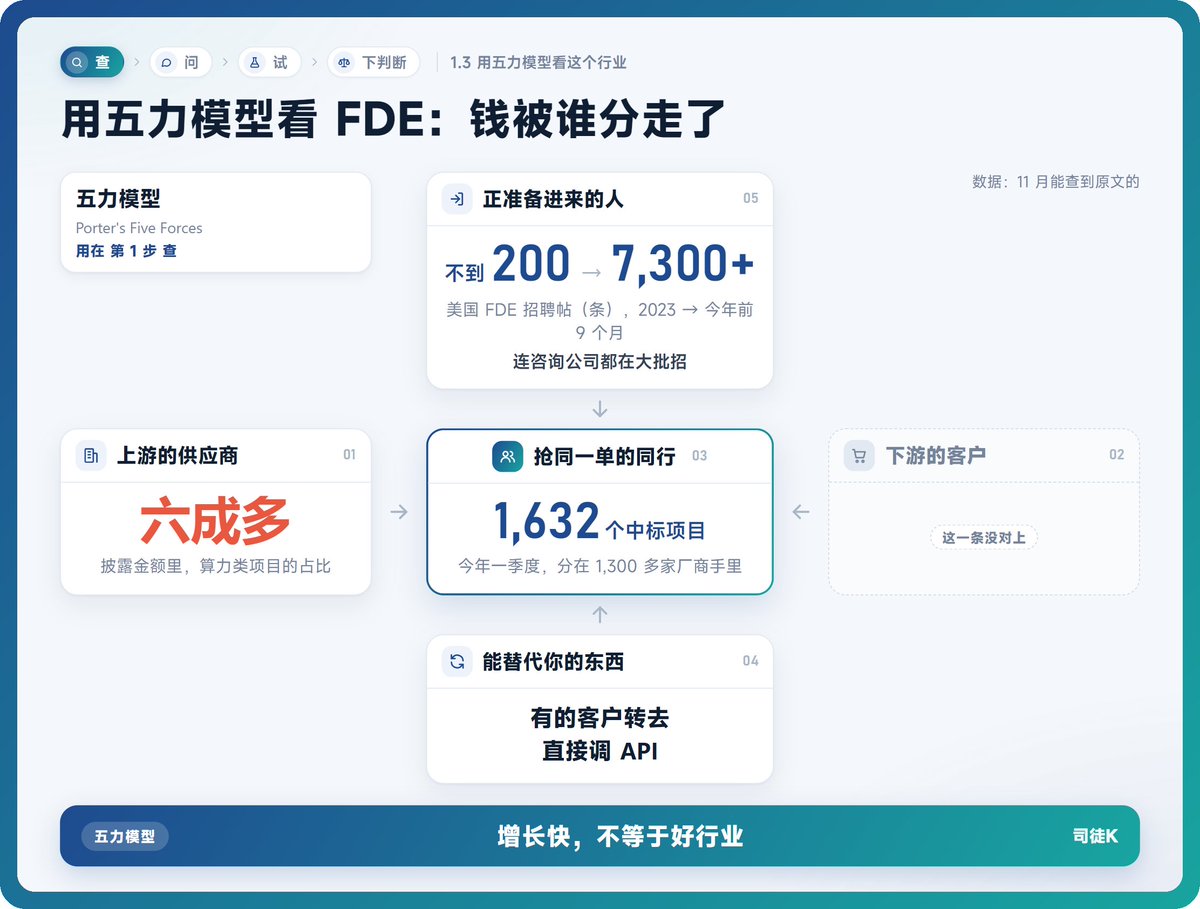 查 › 问 › 试 › 下判断 1.3 用五力模型看这个行业
用五力模型看 FDE：钱被谁分走了
数据：11 月能查到原文的
五力模型
Porter's Five Forces
用在 第 1 步 查
正准备进来的人 05
不到 200 → 7,300+
美国 FDE 招聘帖（条），2023 → 今年前
9 个月
连咨询公司都在大批招
上游的供应商 01
六成多
披露金额里，算力类项目的占比
抢同一单的同行 03
1,632 个中标项目
今年一季度，分在 1,300 多家厂商手里
下游的客户 02
这一条没对上
能替代你的东西 04
有的客户转去
直接调 API
五力模型
增长快，不等于好行业
司徒K